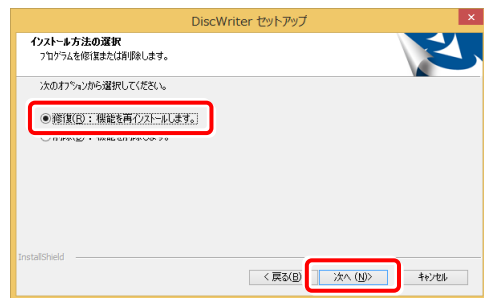 DiscWriter セットアップ
インストール方法の選択
プログラムを修復または削除します。
次のオプションから選択してください。
修復(R)： 機能を再インストールします。
InstallShield
< 戻る(B)
次へ (N)>
キャンセル